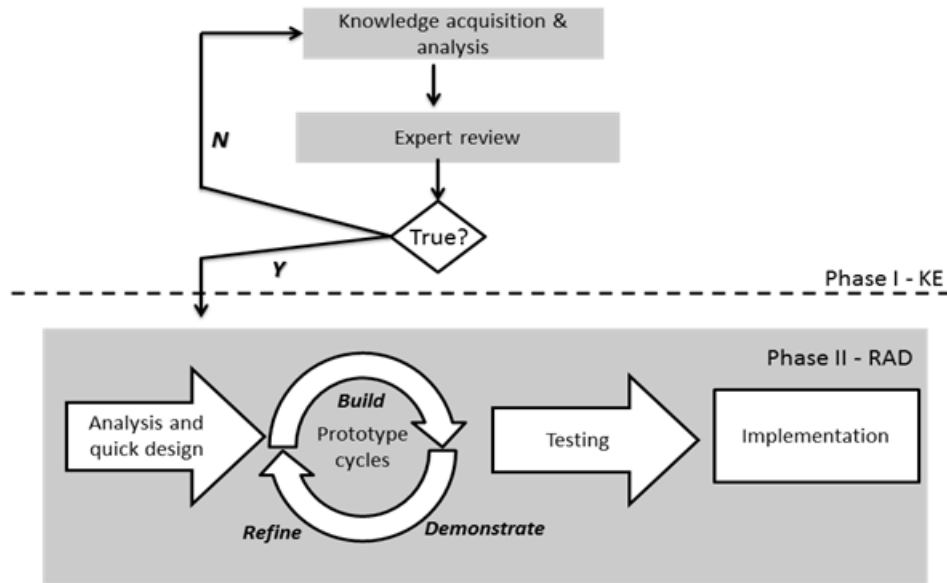 Knowledge acquisition &
analysis
N
Expert review
True?
Y
Phase I - KE
Phase II - RAD
Analysis and
quick design
Build
Prototype
cycles
Refine
Demonstrate
Testing
Implementation